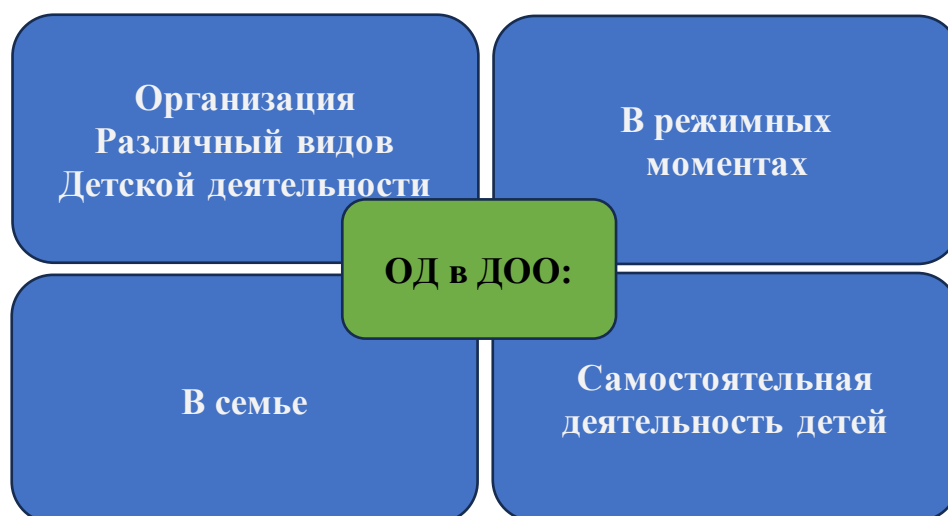 Организация
Различный видов
Детской деятельности
В режимных
моментах
ОД в ДОО:
В семье
Самостоятельная
деятельность детей